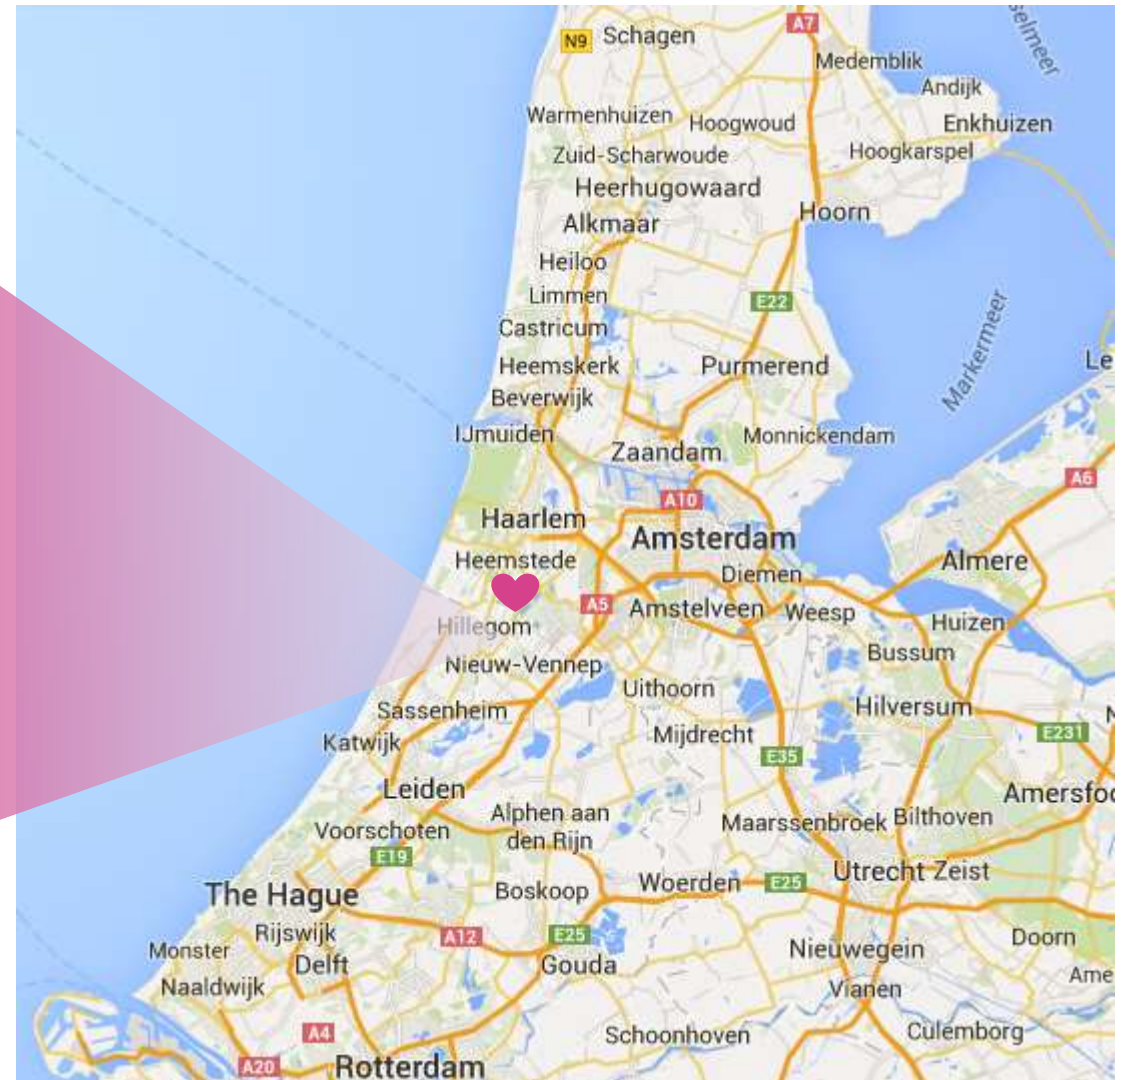 selmeer
A7
N9
Schagen
Medemblik
Andijk
Warmenhuizen
Hoogwoud
Enkhuizen
Zuid-Scharwoude
Hoogkarspel
Heerhugowaard
Hoorn
Alkmaar
Heiloo
Limmen
E22
Castricum
Markermeer
Heemskerk
Purmerend
Le
Beverwijk
IJmuiden
Monnickendam
Zaandam
A6
A10
Haarlem
Amsterdam
Heemstede
Almere
Diemen
A5
Amstelveen
Weesp
Hillegom
Huizen
Bussum
Nieuw-Vennep
Uithoorn
Sassenheim
Hilversum
N
Katwijk
Mijdrecht
E231
E35
Leiden
Amersfoo
Alphen aan
den Rijn
Maarssenbroek
Bilthoven
Voorschoten
E19
Utrecht
Zeist
Woerden
E25
The Hague
Boskoop
Rijswijk
A12
E25
Doorn
Monster
Nieuwegein
Delft
Gouda
Ame
Naaldwijk
Vianen
A4
Schoonhoven
Culemborg
A20
Rotterdam